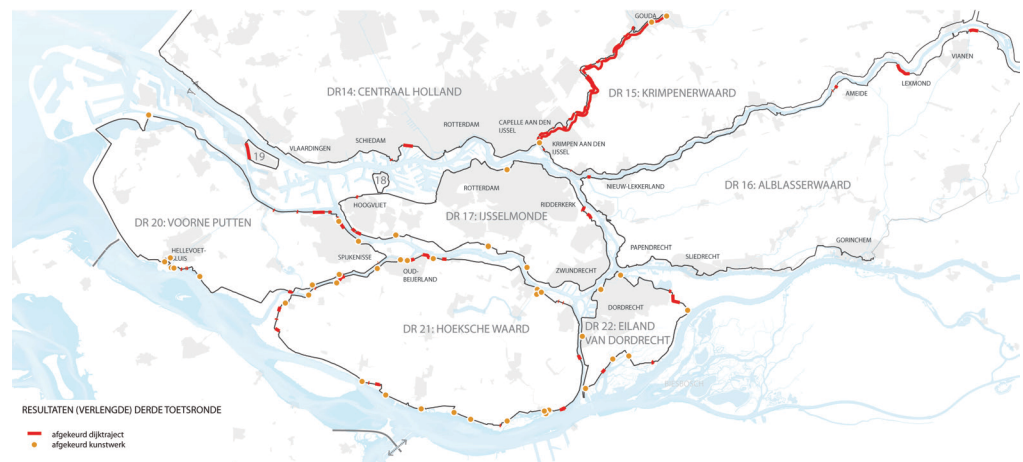 GOUDA
DR14: CENTRAAL HOLLAND
DR 15: KRIMPENERWAARD
VIANEN
LEXMOND
AMEIDE
ROTTERDAM
CAPELLE AAN DEN
IJSSEL
SCHIEDAM
VLAARDINGEN
KRIMPEN AAN DEN
IJSSEL
19
18
ROTTERDAM
NIEUW-LEKKERLAND
DR 16: ALBLASSERWAARD
HOOGVLIET
RIDDERKERK
DR 17: IJSSELMONDE
DR 20: VOORNE PUTTEN
HELLEVOET-
LUIS
SPIJKENISSE
OUD-
BEIJERLAND
ZWIJNDRECHT
PAPENDRECHT
SLIEDRECHT
GORINCHEM
DORDRECHT
DR 21: HOEKSCHE WAARD
DR 22: EILAND
VAN DORDRECHT
RESULTATEN (VERLENGDE) DERDE TOETSRONDE
afgekeurd dijktraject
afgekeurd kunstwerk